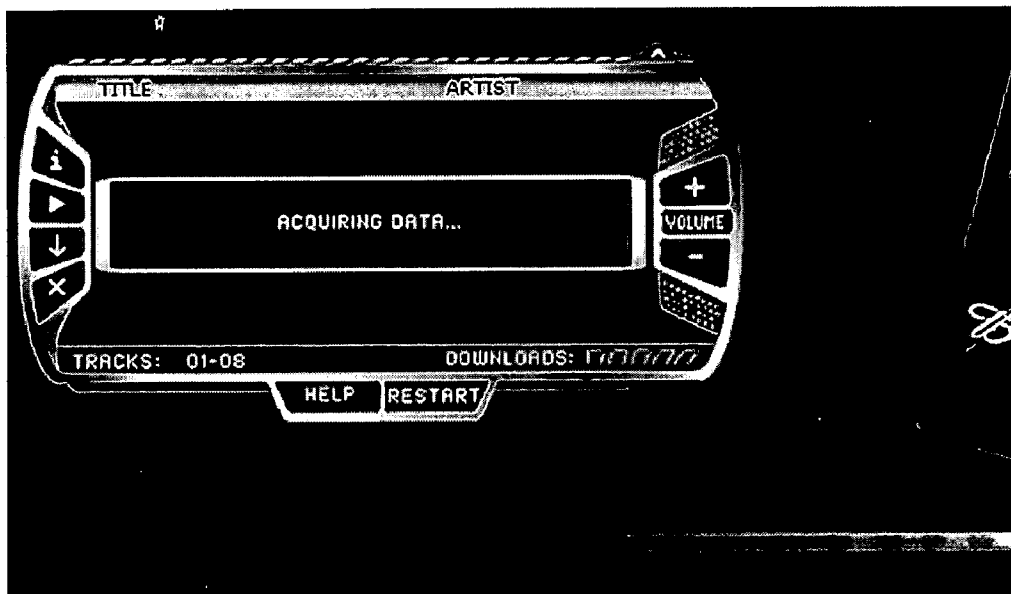 TITLE ARTIST
i
+
VOLUME
-
ACQUIRING DATA...
TRACKS: 01-08 DOWNLOADS:
HELP RESTART